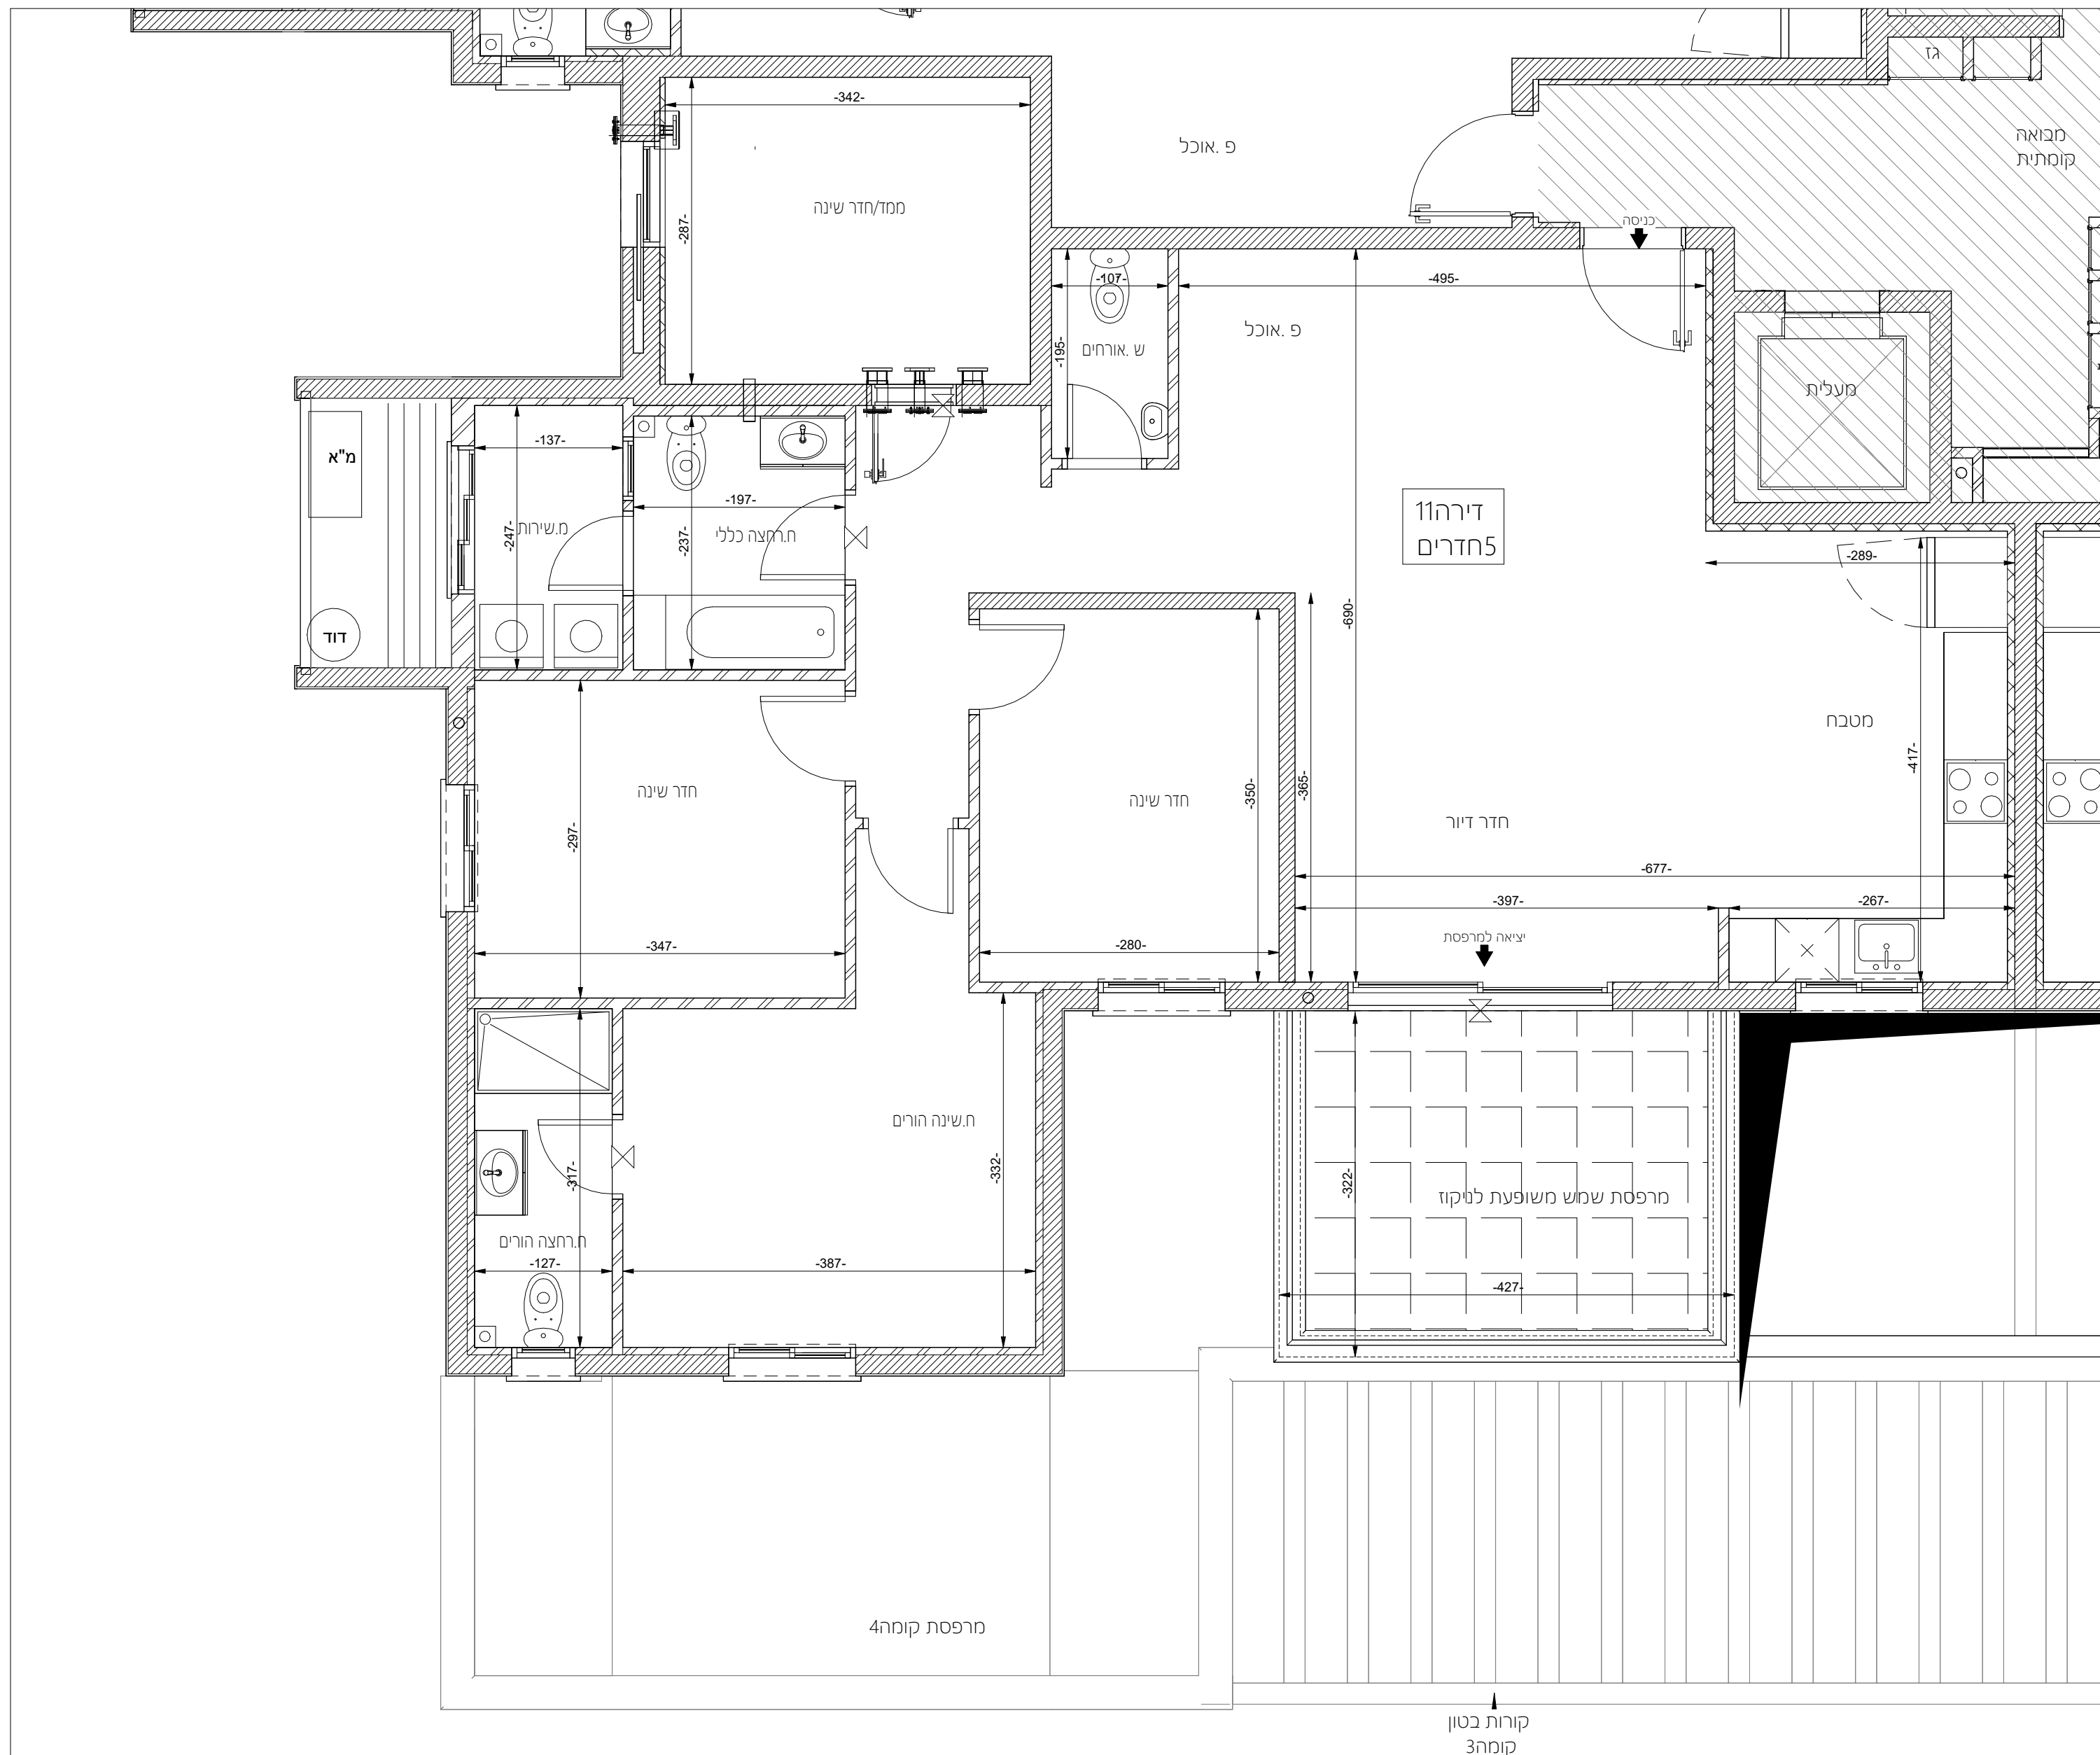 גז
-342-
פ .אוכל
מבואה
קומתית
ממד/חדר שינה
-287-
כניסה
-107-
-495-
פ .אוכל
-195-
ש .אורחים
מעלית
מ"א
-137-
-197-
ח.רחצה כללי
-237-
מ.שירות
-247-
דירה11
5חדרים
-289-
דוד
-690-
מטבח
-417-
חדר שינה
-297-
חדר שינה
-350-
-365-
חדר דיור
-677-
-397-
-267-
-347-
-280-
יציאה למרפסת
ח.שינה הורים
-332-
-317-
-322-
מרפסת שמש משופעת לניקוז
ח.רחצה הורים
-127-
-387-
-427-
מרפסת קומה4
קורות בטון
קומה3